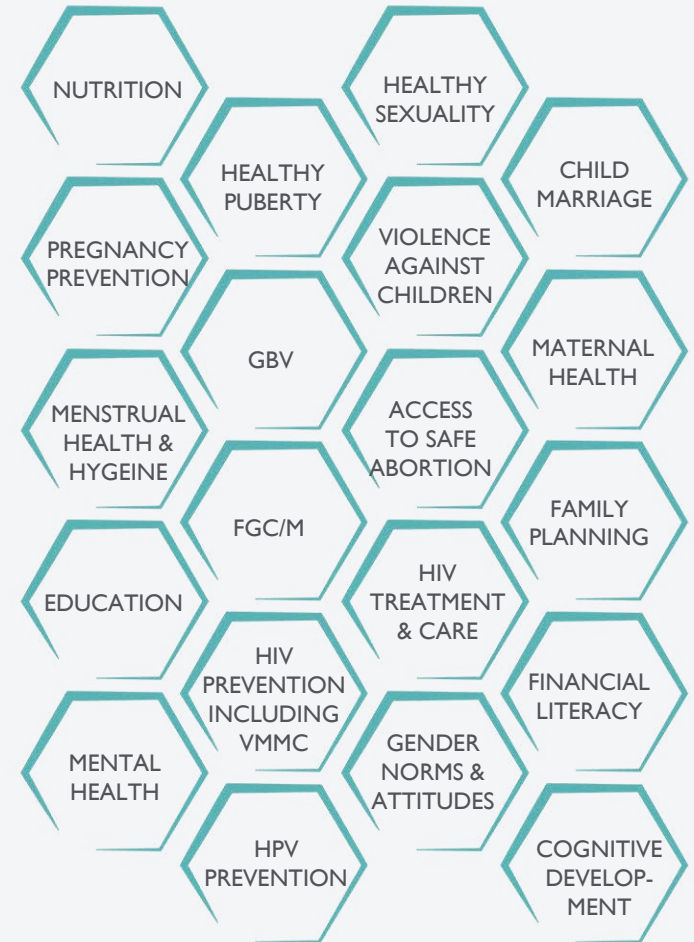 NUTRITION
HEALTHY
SEXUALITY
HEALTHY
PUBERTY
CHILD
MARRIAGE
PREGNANCY
PREVENTION
VIOLENCE
AGAINST
CHILDREN
GBV
MATERNAL
HEALTH
MENSTRUAL
HEALTH &
HYGEINE
ACCESS
TO SAFE
ABORTION
FGC/M
FAMILY
PLANNING
EDUCATION
HIV
TREATMENT
& CARE
HIV
PREVENTION
INCLUDING
VMMC
FINANCIAL
LITERACY
MENTAL
HEALTH
GENDER
NORMS &
ATTITUDES
HPV
PREVENTION
COGNITIVE
DEVELOP-
MENT